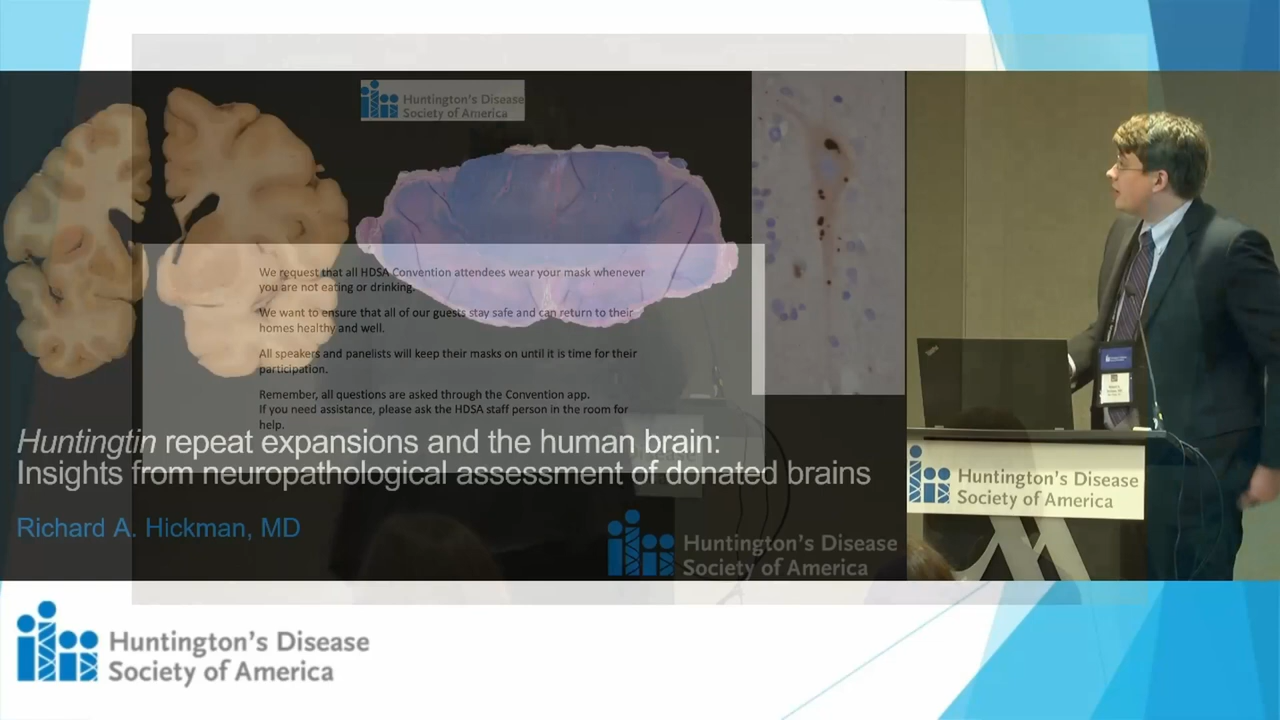 Huntington's Disease
Society of America
We request that all HDSA Convention attendees wear your mask whenever
you are not eating or drinking.
We want to ensure that all of our guests stay safe and can return to their
homes healthy and well.
All speakers and panelists will keep their masks on until it is time for their
participation.
Remember, all questions are asked through the Convention app.
If you need assistance, please ask the HDSA staff person in the room for
help.
Huntingtin repeat expansions and the human brain:
Insights from neuropathological assessment of donated brains
Richard A. Hickman, MD
Huntington's Disease
Society of America
Huntington's Disease
Society of America
Huntington's Disease
Society of America